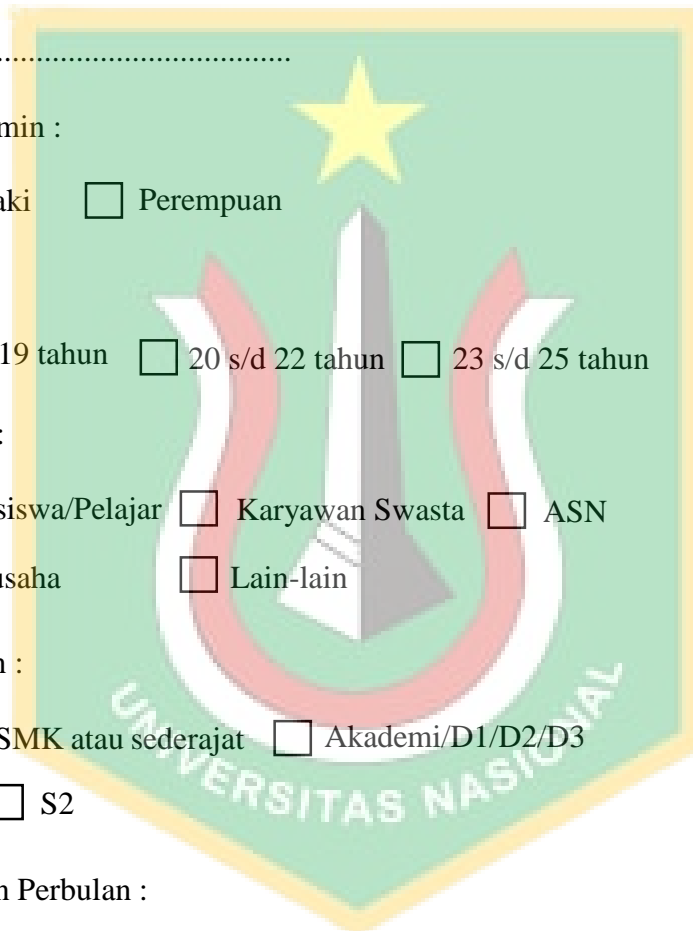 ....................................
min :
aki ☐ Perempuan
19 tahun ☐ 20 s/d 22 tahun ☐ 23 s/d 25 tahun
:
siswa/Pelajar ☐ Karyawan Swasta ☐ ASN
usaha ☐ Lain-lain
n :
SMK atau sederajat ☐ Akademi/D1/D2/D3
☐ S2
n Perbulan :
UNIVERSITAS NASIONAL